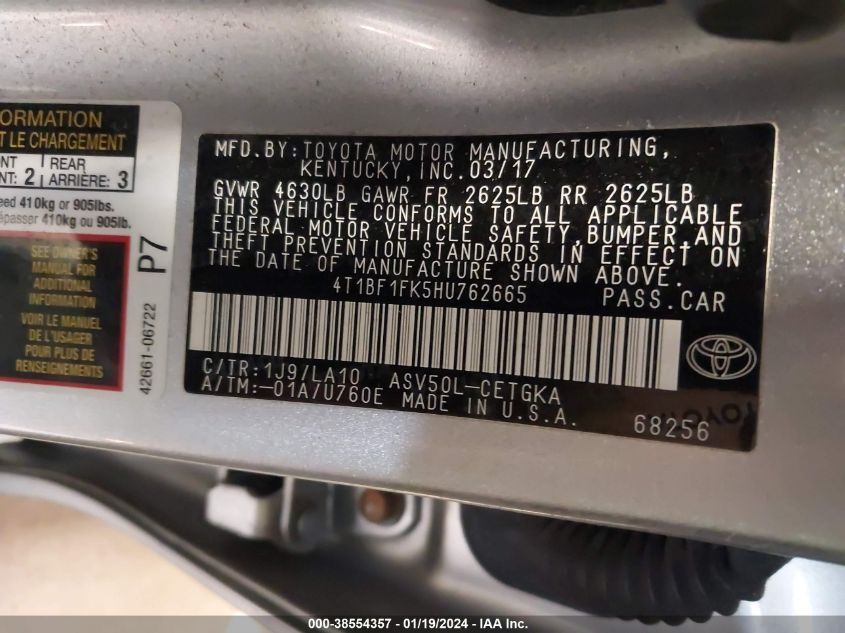 ORMATION
T LE CHARGEMENT
NT: 2 REAR ARRIÈRE: 3
eed 410kg or 905lbs.
épasser 410kg ou 905lb.
SEE OWNER'S
MANUAL FOR
ADDITIONAL
INFORMATION
VOIR LE MANUEL
DE L'USAGER
POUR PLUS DE
RENSEIGNEMENTS
P7
42661-06722
MFD.BY: TOYOTA MOTOR MANUFACTURING,
KENTUCKY, INC. 03/17
GVWR 4630LB GAWR FR 2625LB RR 2625LB
THIS VEHICLE CONFORMS TO ALL APPLICABLE
FEDERAL MOTOR VEHICLE SAFETY, BUMPER, AND
THEFT PREVENTION STANDARDS IN EFFECT ON
THE DATE OF MANUFACTURE SHOWN ABOVE.
4T1BF1FK5HU762665 PASS.CAR
C/TR: 1J9/LA10 ASV50L-CETGKA
A/TM:-01A/U760E MADE IN U.S.A.
68256
TOYOTA
000-38554357 - 01/19/2024 - IAA Inc.